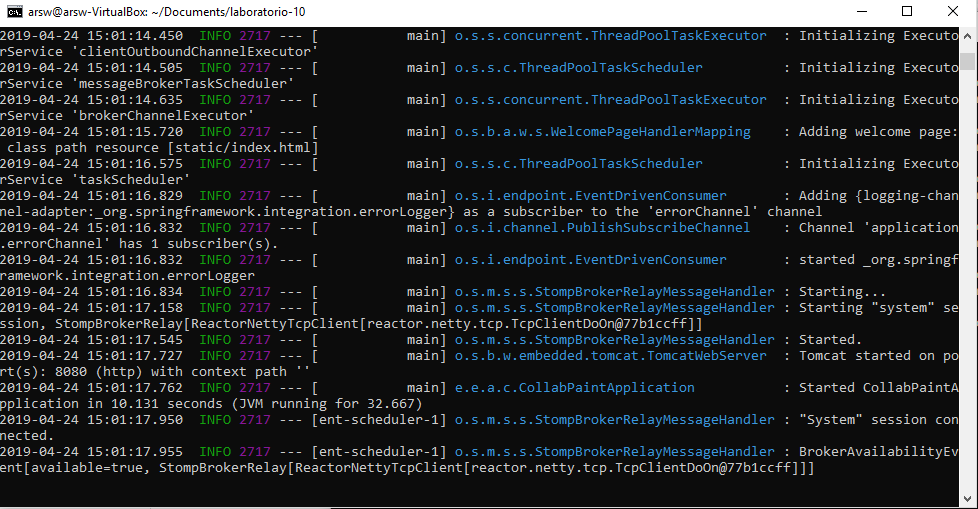 arsw@arsw-VirtualBox: ~/Documents/laboratorio-10
2019-04-24 15:01:14.450  INFO 2717 --- [           main] o.s.s.concurrent.ThreadPoolTaskExecutor  : Initializing Executo
rService 'clientOutboundChannelExecutor'
2019-04-24 15:01:14.505  INFO 2717 --- [           main] o.s.s.c.ThreadPoolTaskScheduler          : Initializing Executo
rService 'messageBrokerTaskScheduler'
2019-04-24 15:01:14.635  INFO 2717 --- [           main] o.s.s.concurrent.ThreadPoolTaskExecutor  : Initializing Executo
rService 'brokerChannelExecutor'
2019-04-24 15:01:15.720  INFO 2717 --- [           main] o.s.b.a.w.s.WelcomePageHandlerMapping    : Adding welcome page:
 class path resource [static/index.html]
2019-04-24 15:01:16.575  INFO 2717 --- [           main] o.s.s.c.ThreadPoolTaskScheduler          : Initializing Executo
rService 'taskScheduler'
2019-04-24 15:01:16.829  INFO 2717 --- [           main] o.s.i.endpoint.EventDrivenConsumer       : Adding {logging-chan
nel-adapter:_org.springframework.integration.errorLogger} as a subscriber to the 'errorChannel' channel
2019-04-24 15:01:16.832  INFO 2717 --- [           main] o.s.i.channel.PublishSubscribeChannel    : Channel 'application
.errorChannel' has 1 subscriber(s).
2019-04-24 15:01:16.832  INFO 2717 --- [           main] o.s.i.endpoint.EventDrivenConsumer       : started _org.springf
ramework.integration.errorLogger
2019-04-24 15:01:16.834  INFO 2717 --- [           main] o.s.m.s.s.StompBrokerRelayMessageHandler : Starting...
2019-04-24 15:01:17.158  INFO 2717 --- [           main] o.s.m.s.s.StompBrokerRelayMessageHandler : Starting "system" se
ssion, StompBrokerRelay[ReactorNettyTcpClient[reactor.netty.tcp.TcpClientDoOn@77b1ccff]]
2019-04-24 15:01:17.545  INFO 2717 --- [           main] o.s.m.s.s.StompBrokerRelayMessageHandler : Started.
2019-04-24 15:01:17.727  INFO 2717 --- [           main] o.s.b.w.embedded.tomcat.TomcatWebServer  : Tomcat started on po
rt(s): 8080 (http) with context path ''
2019-04-24 15:01:17.762  INFO 2717 --- [           main] e.e.a.c.CollabPaintApplication           : Started CollabPaintA
pplication in 10.131 seconds (JVM running for 32.667)
2019-04-24 15:01:17.950  INFO 2717 --- [ent-scheduler-1] o.s.m.s.s.StompBrokerRelayMessageHandler : "System" session con
nected.
2019-04-24 15:01:17.955  INFO 2717 --- [ent-scheduler-1] o.s.m.s.s.StompBrokerRelayMessageHandler : BrokerAvailabilityEv
ent[available=true, StompBrokerRelay[ReactorNettyTcpClient[reactor.netty.tcp.TcpClientDoOn@77b1ccff]]]